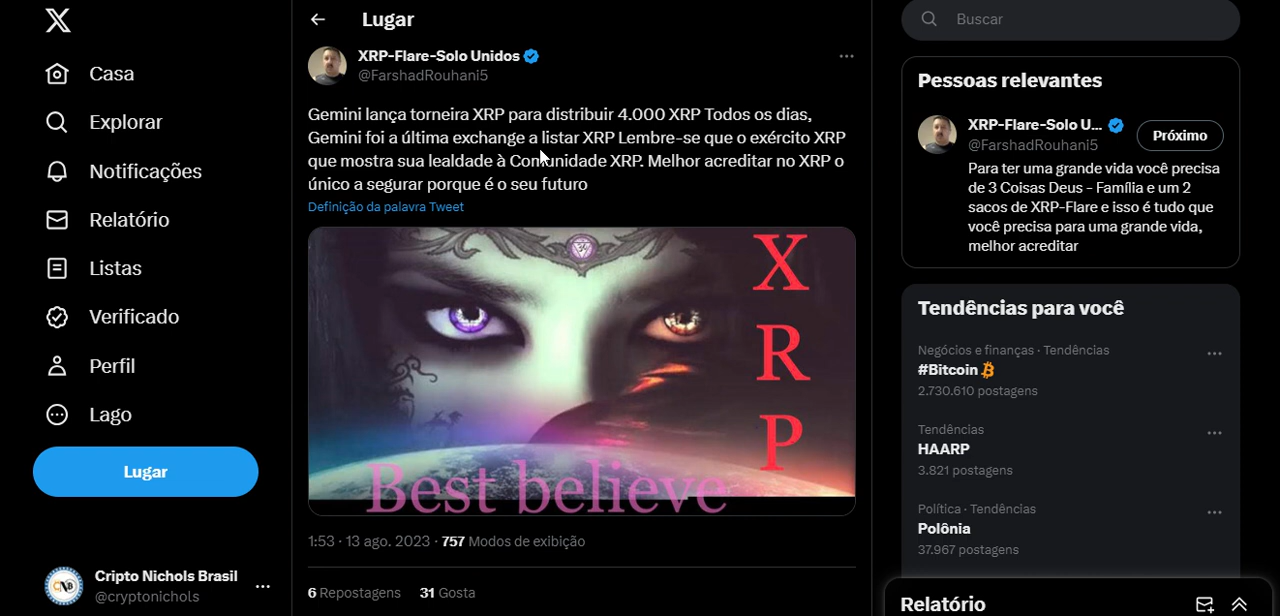 Casa
Explorar
Notificações
Relatório
Listas
Verificado
Perfil
Lago
Lugar
Cripto Nichols Brasil
@cryptonichols
Lugar
XRP-Flare-Solo Unidos
@FarshadRouhani5
Gemini lança torneira XRP para distribuir 4.000 XRP Todos os dias,
Gemini foi a última exchange a listar XRP Lembre-se que o exército XRP
que mostra sua lealdade à Comunidade XRP. Melhor acreditar no XRP o
único a segurar porque é o seu futuro
Definição da palavra Tweet
X
R
P
Best believe
1:53 · 13 ago. 2023 · 757 Modos de exibição
6 Repostagens 31 Gosta
Buscar
Pessoas relevantes
XRP-Flare-Solo U...
@FarshadRouhani5
Próximo
Para ter uma grande vida você precisa
de 3 Coisas Deus - Família e um 2
sacos de XRP-Flare e isso é tudo que
você precisa para uma grande vida,
melhor acreditar
Tendências para você
Negócios e finanças · Tendências
#Bitcoin
2.730.610 postagens
Tendências
HAARP
3.821 postagens
Política · Tendências
Polônia
37.967 postagens
Relatório